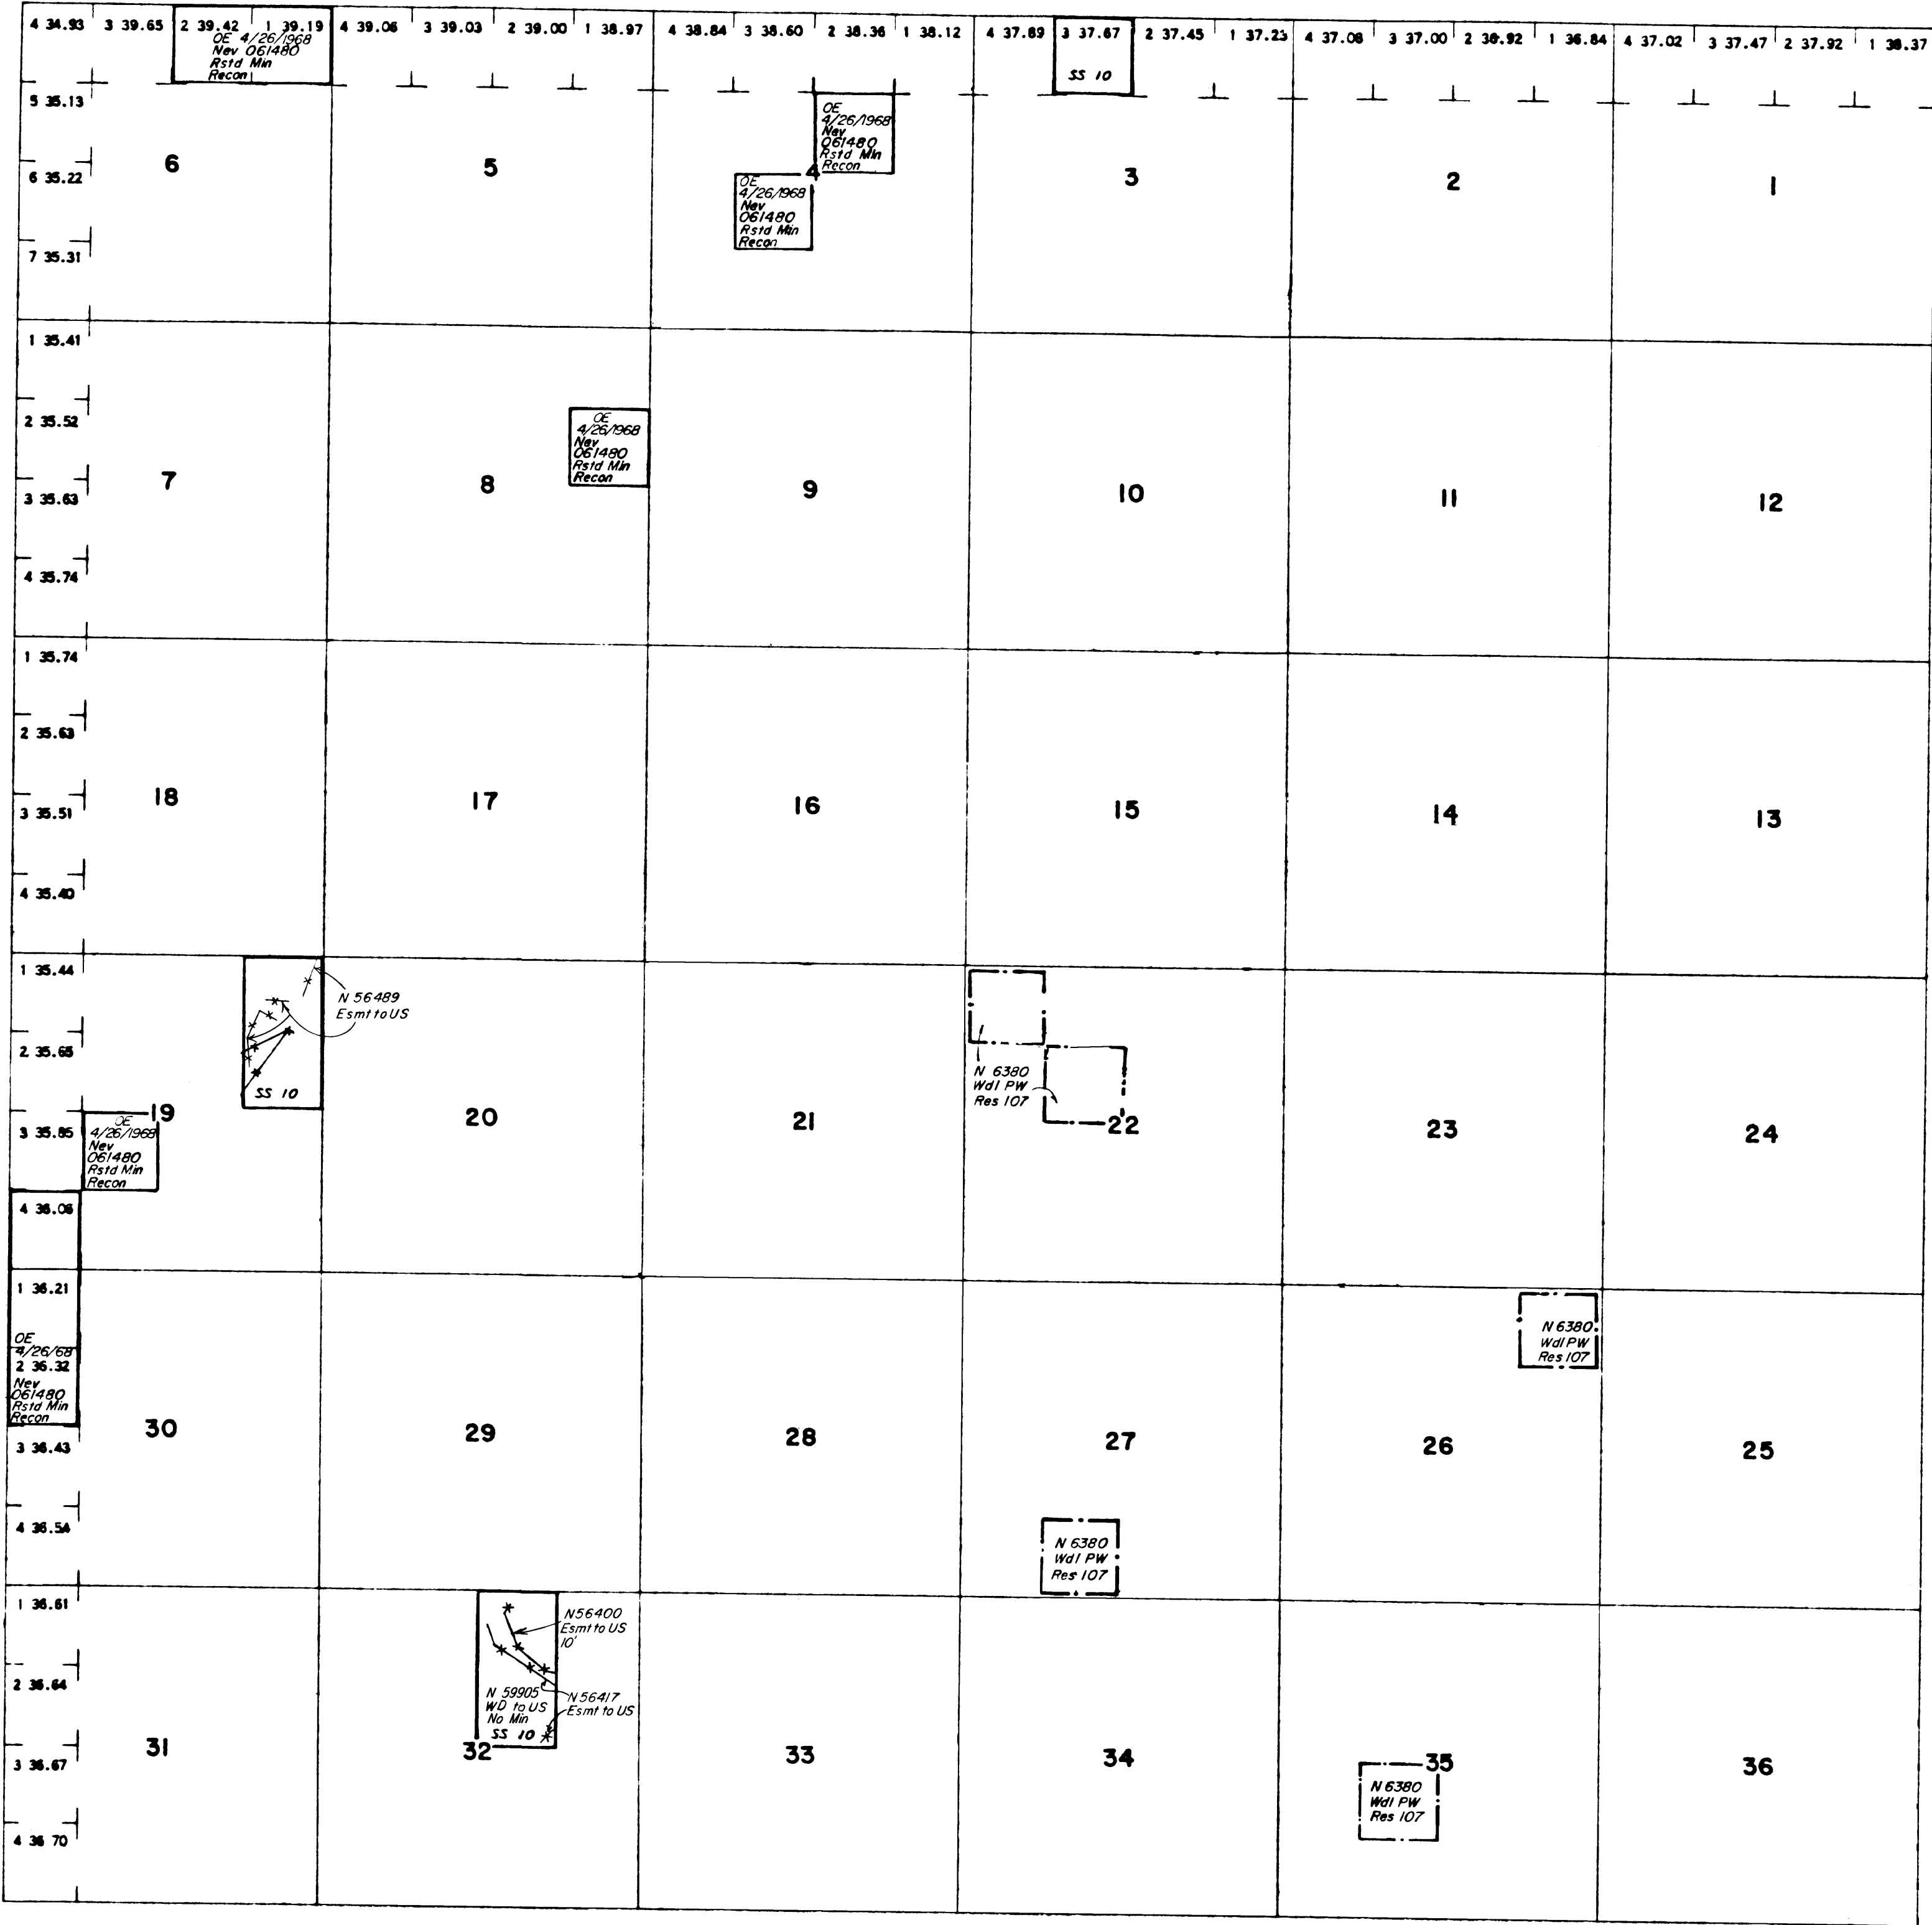 4 34.93 3 39.65 2 39.42 1 39.19 4 39.06 3 39.03 2 39.00 1 38.97 4 38.84 3 38.60 2 38.36 1 38.12 4 37.89 3 37.67 2 37.45 1 37.23 4 37.08 3 37.00 2 36.92 1 36.84 4 37.02 3 37.47 2 37.92 1 38.37
OE 4/26/1968
Nev 061480
Rstd Min
Recon
SS 10
5 35.13
OE
4/26/1968
Nev
061480
Rstd Min
Recon
6 5 4 3 2 1
6 35.22
OE
4/26/1968
Nev
061480
Rstd Min
Recon
7 35.31
1 35.41
2 35.52
OE
4/26/1968
Nev
061480
Rstd Min
Recon
7 8 9 10 11 12
3 35.63
4 35.74
1 35.74
2 35.63
18 17 16 15 14 13
3 35.51
4 35.40
1 35.44
N 56489
Esmt to US
2 35.65
SS 10
N 6380
Wdl PW
Res 107
19 20 21 22 23 24
3 35.85
OE
4/26/1968
Nev
061480
Rstd Min
Recon
4 36.06
1 36.21
OE
4/26/68
2 36.32
Nev
061480
Rstd Min
Recon
N 6380
Wdl PW
Res 107
30 29 28 27 26 25
3 36.43
4 36.54
N 6380
Wdl PW
Res 107
1 36.61
N56400
Esmt to US
10'
2 36.64
N 59905
WD to US
No Min
SS 10
N 56417
Esmt to US
31 32 33 34 35 36
3 36.67
N 6380
Wdl PW
Res 107
4 36 70